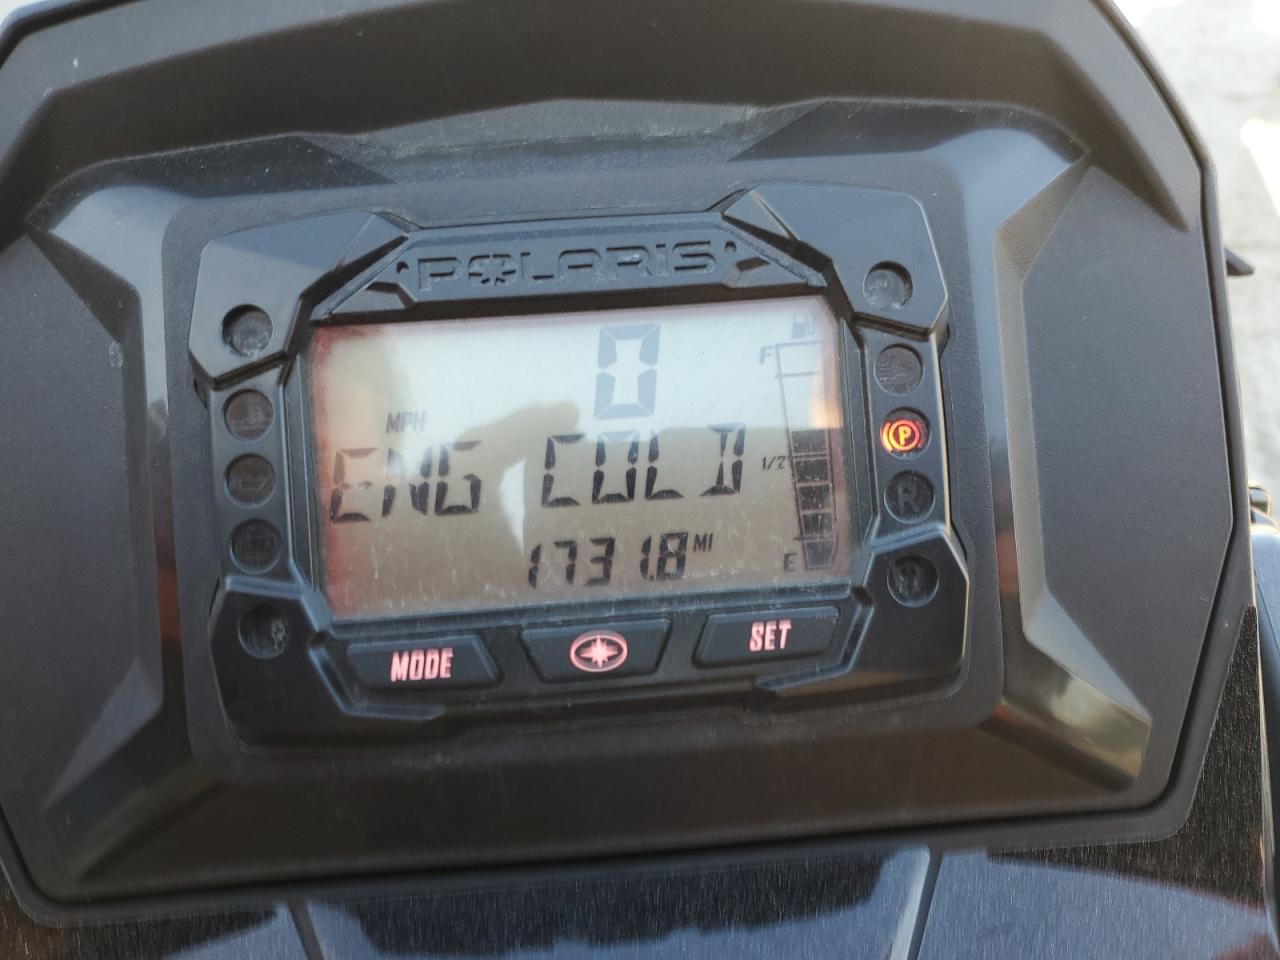 POLARIS
0
F
MPH
ENG COLD
1/2
1731.8 MI
E
P
R
MODE
SET